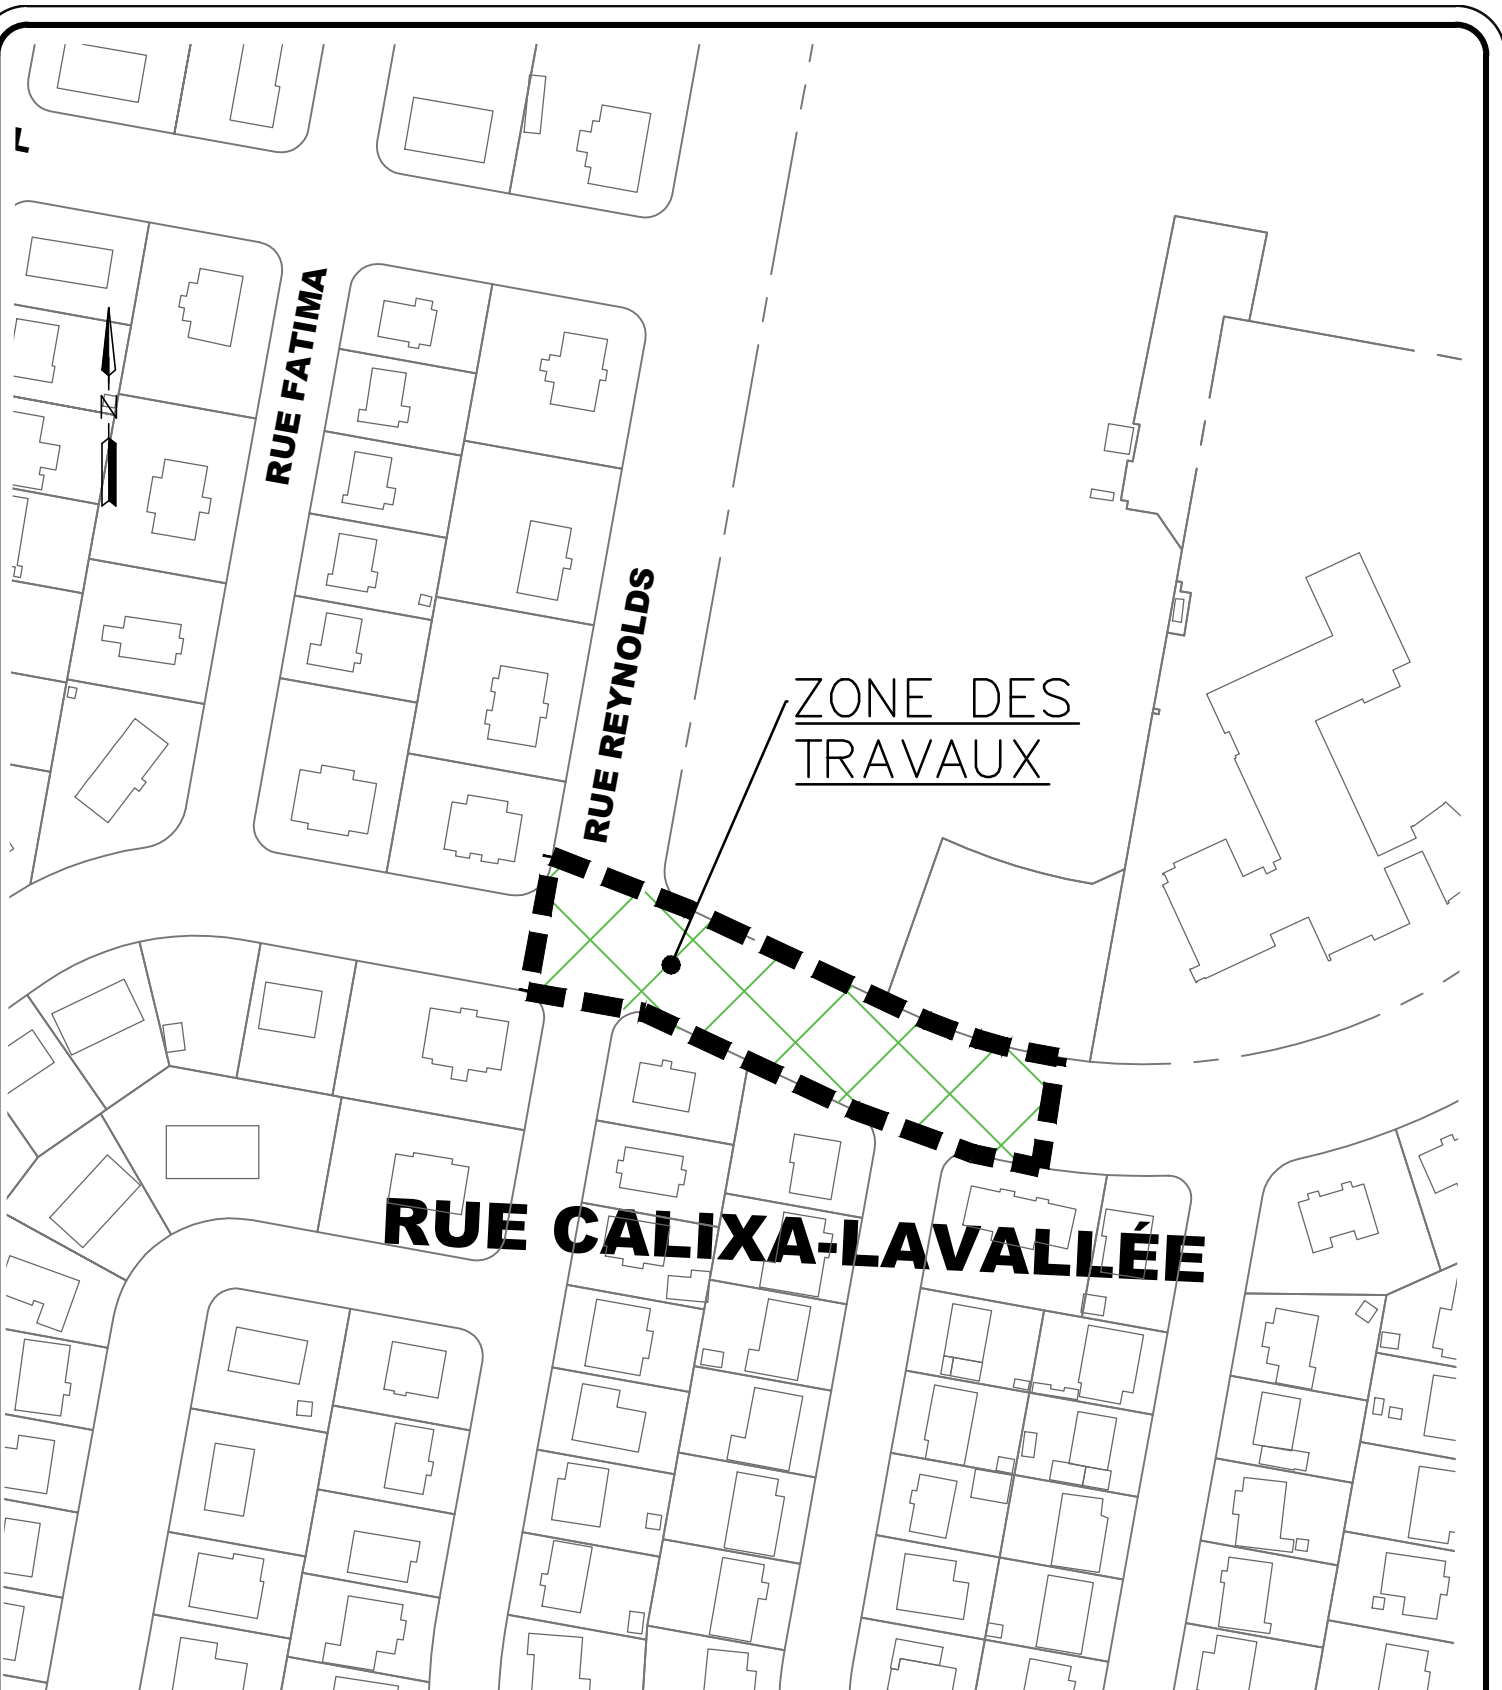 L
RUE FATIMA
N
RUE REYNOLDS
ZONE DES
TRAVAUX
RUE CALIXA-LAVALLÉE